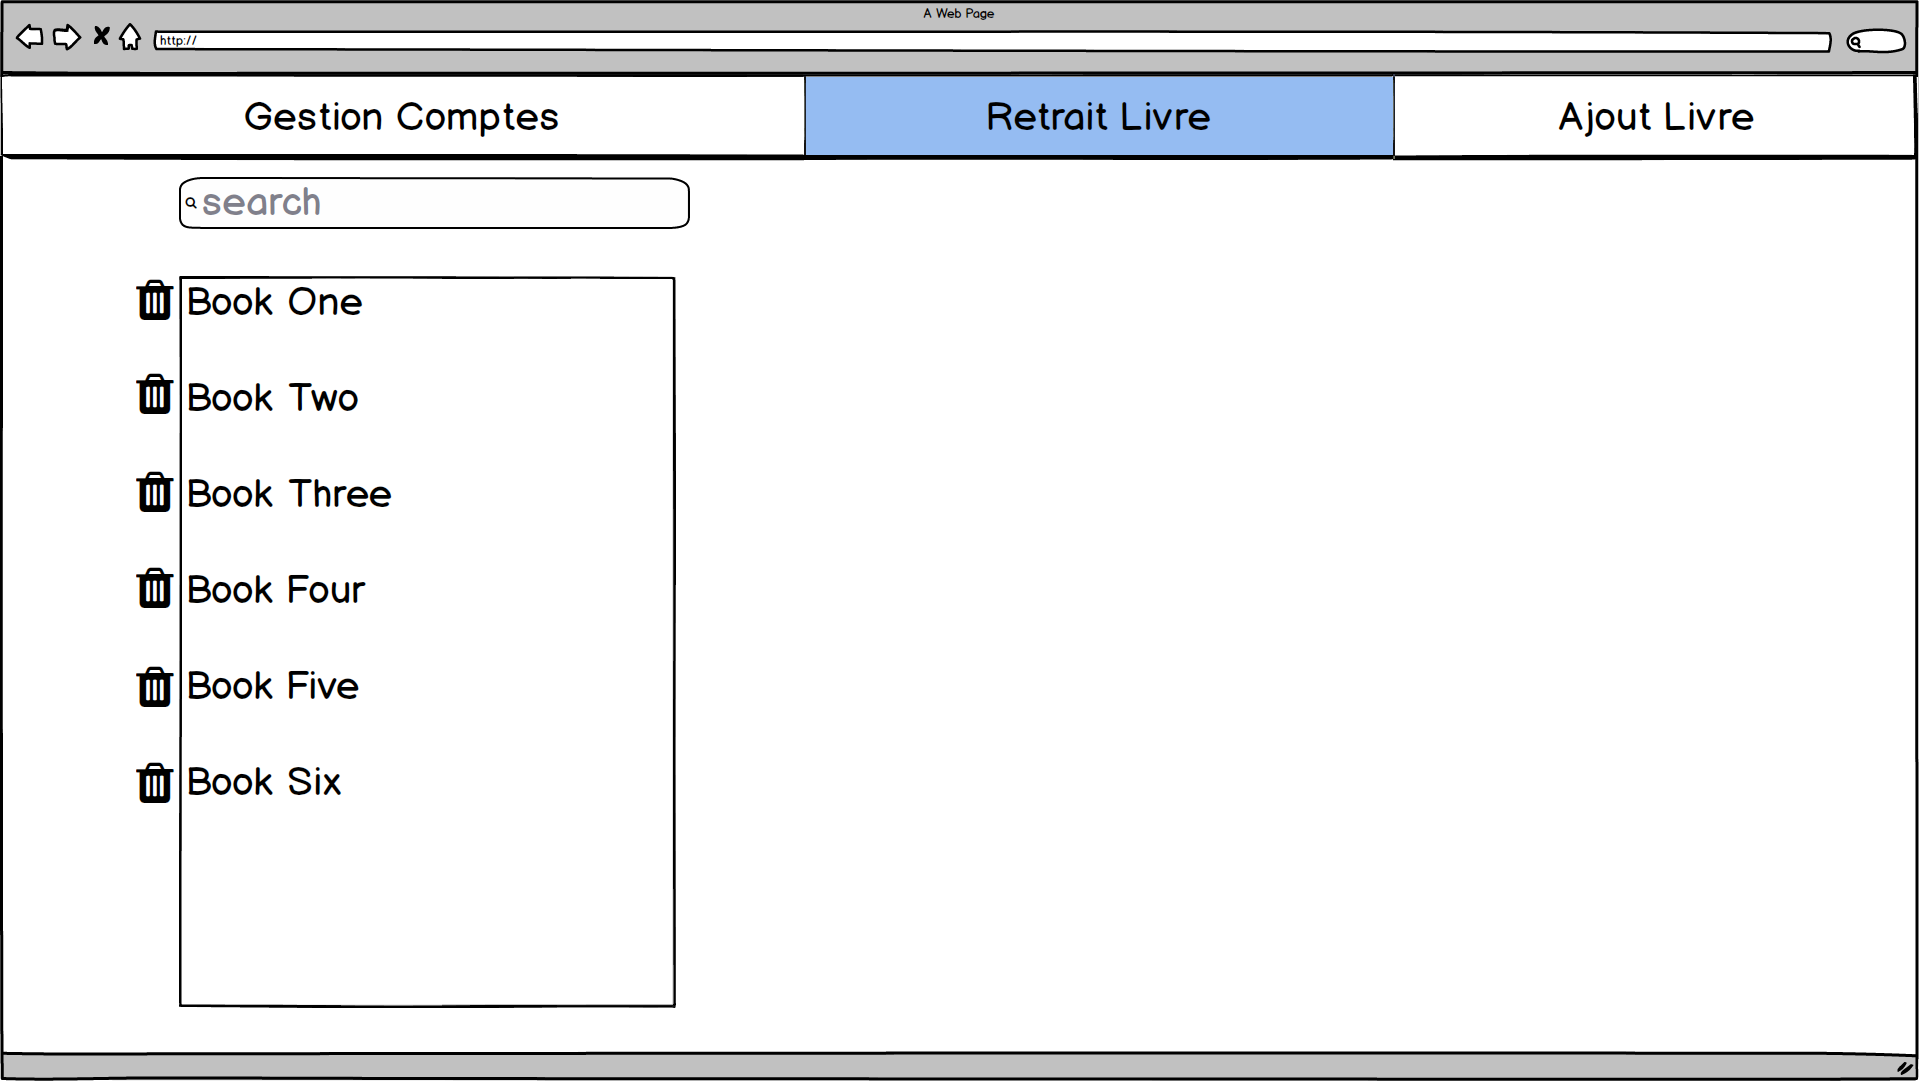 A Web Page
http://
Gestion Comptes
Retrait Livre
Ajout Livre
search
Book One
Book Two
Book Three
Book Four
Book Five
Book Six